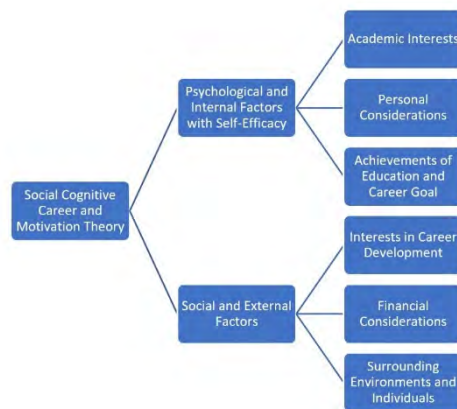 Academic Interests
Psychological and
Internal Factors
with Self-Efficacy
Personal
Considerations
Achievements of
Education and
Career Goal
Social Cognitive
Career and
Motivation Theory
Interests in Career
Development
Social and External
Factors
Financial
Considerations
Surrounding
Environments and
Individuals